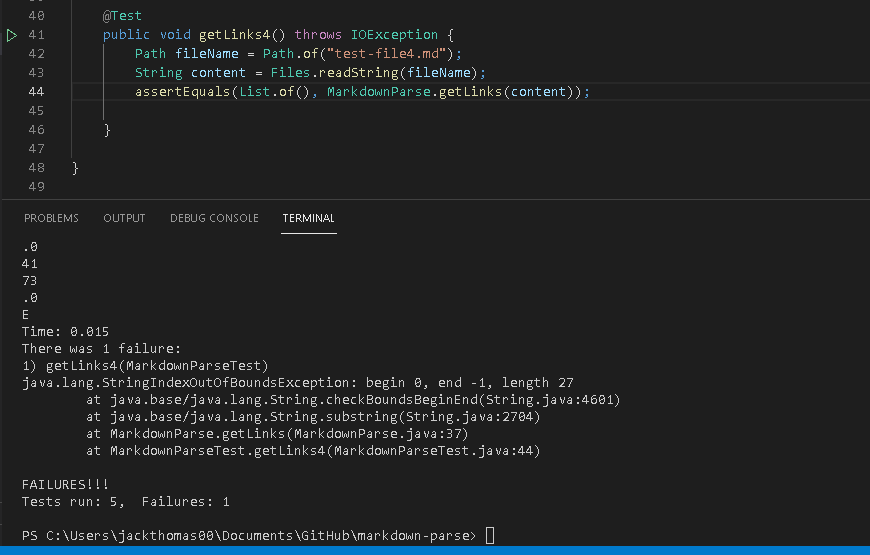 40 @Test
41 public void getLinks4() throws IOException {
42 Path fileName = Path.of("test-file4.md");
43 String content = Files.readString(fileName);
44 assertEquals(List.of(), MarkdownParse.getLinks(content));
45
46 }
47
48 }
49
PROBLEMS OUTPUT DEBUG CONSOLE TERMINAL
.0
41
73
.0
E
Time: 0.015
There was 1 failure:
1) getLinks4(MarkdownParseTest)
java.lang.StringIndexOutOfBoundsException: begin 0, end -1, length 27
at java.base/java.lang.String.checkBoundsBeginEnd(String.java:4601)
at java.base/java.lang.String.substring(String.java:2704)
at MarkdownParse.getLinks(MarkdownParse.java:37)
at MarkdownParseTest.getLinks4(MarkdownParseTest.java:44)
FAILURES!!!
Tests run: 5,  Failures: 1
PS C:\Users\jackthomas00\Documents\GitHub\markdown-parse>